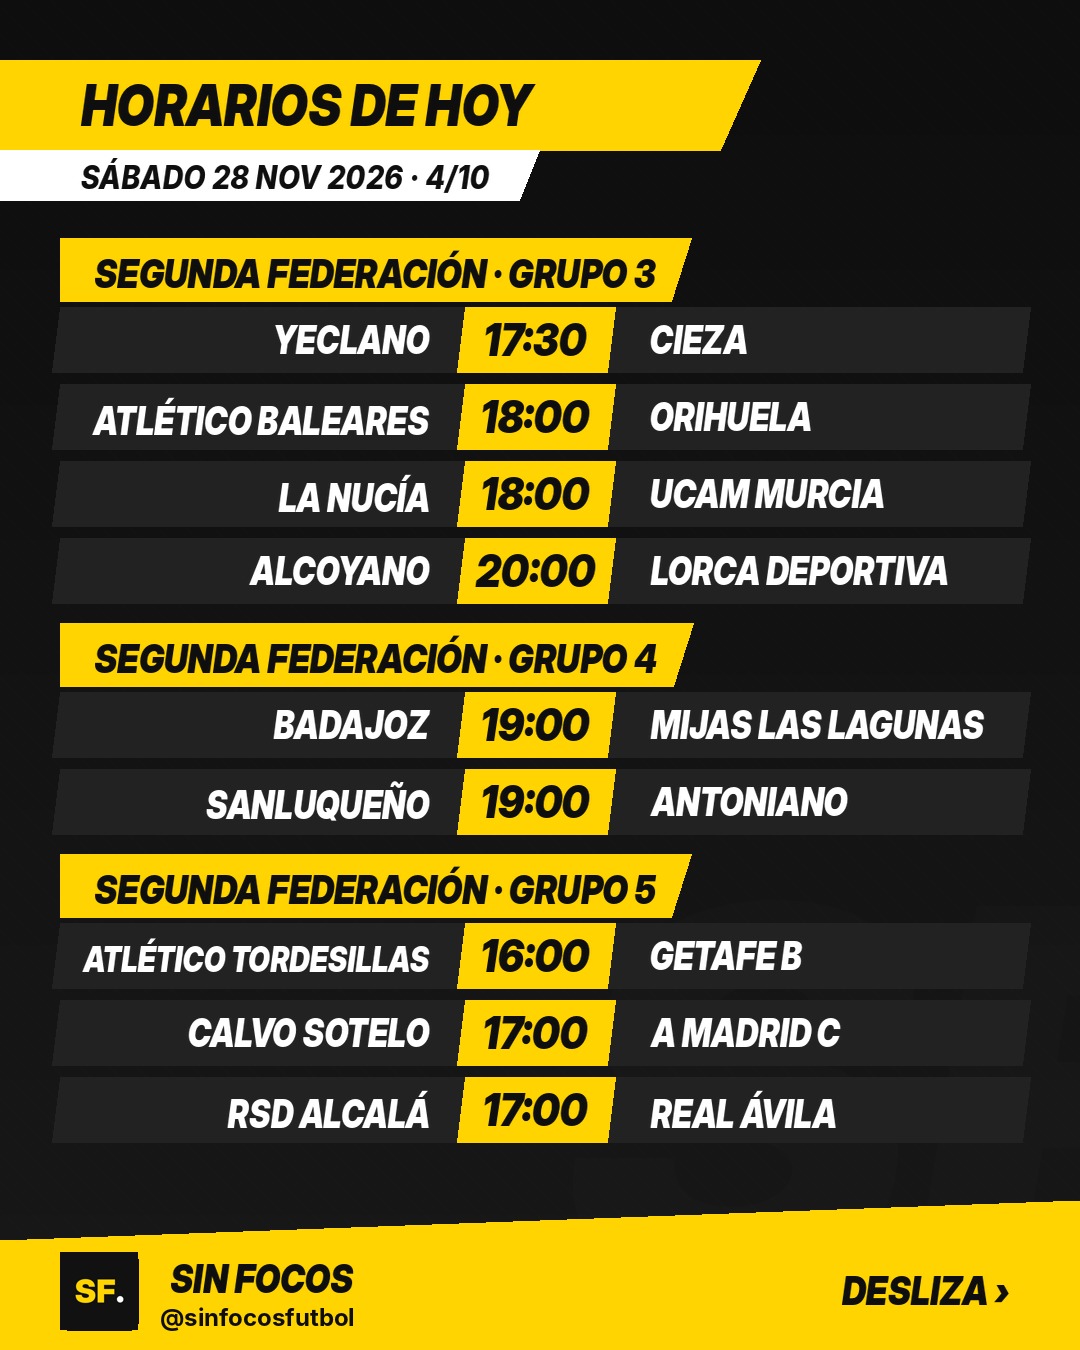 HORARIOS DE HOY
SÁBADO 28 NOV 2026 · 4/10
SEGUNDA FEDERACIÓN · GRUPO 3
YECLANO 17:30 CIEZA
ATLÉTICO BALEARES 18:00 ORIHUELA
LA NUCÍA 18:00 UCAM MURCIA
ALCOYANO 20:00 LORCA DEPORTIVA
SEGUNDA FEDERACIÓN · GRUPO 4
BADAJOZ 19:00 MIJAS LAS LAGUNAS
SANLUQUEÑO 19:00 ANTONIANO
SEGUNDA FEDERACIÓN · GRUPO 5
ATLÉTICO TORDESILLAS 16:00 GETAFE B
CALVO SOTELO 17:00 A MADRID C
RSD ALCALÁ 17:00 REAL ÁVILA
SF. SIN FOCOS DESLIZA ›
@sinfocosfutbol